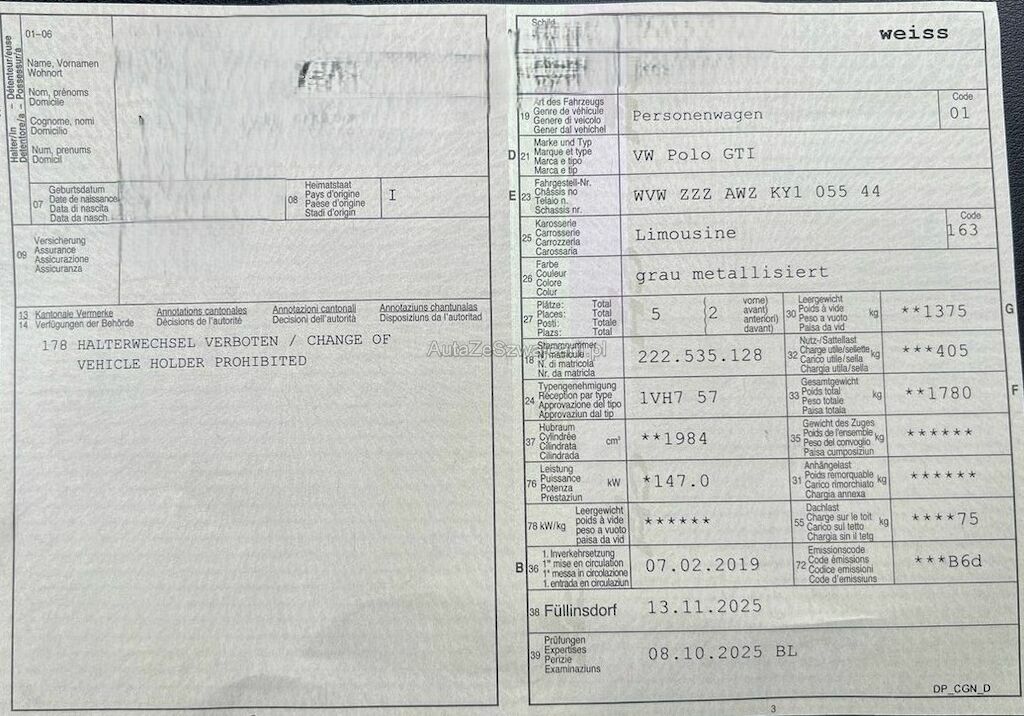 Halter/in – Détenteur/euse
Detentore/a – Possessur/a
01–06
Name, Vornamen
Wohnort
Nom, prénoms
Domicile
Cognome, nomi
Domicilio
Num, prenums
Domicil
07
Geburtsdatum
Date de naissance
Data di nascita
Data da nasch.
08
Heimatstaat
Pays d'origine
Paese d'origine
Stadi d'origin
I
09
Versicherung
Assurance
Assicurazione
Assicuranza
13 Kantonale Vermerke Annotations cantonales Annotazioni cantonali Annotaziuns chantunalas
14 Verfügungen der Behörde Décisions de l'autorité Decisioni dell'autorità Disposiziuns da l'autoritad
178 HALTERWECHSEL VERBOTEN / CHANGE OF
VEHICLE HOLDER PROHIBITED
Schild
weiss
19
Art des Fahrzeugs
Genre de véhicule
Genere di veicolo
Gener dal vehichel
Personenwagen
Code
01
D 21
Marke und Typ
Marque et type
Marca e tipo
Marca e tip
VW Polo GTI
E 23
Fahrgestell-Nr.
Châssis no
Telaio n.
Schassis nr.
WVW ZZZ AWZ KY1 055 44
25
Karosserie
Carrosserie
Carrozzeria
Carossaria
Limousine
Code
163
26
Farbe
Couleur
Colore
Colur
grau metallisiert
27
Plätze: Total
Places: Total
Posti: Totale
Plazs: Total
5
(2
vorne)
avant)
anteriori)
davant)
30
Leergewicht
Poids à vide
Peso a vuoto
Paisa da vid
kg
**1375
G
18
Stammnummer
N. matricule
N. di matricola
Nr. da matricla
222.535.128
32
Nutz-/Sattellast
Charge utile/sellette
Carico utile/sella
Chargia utila/sella
kg
***405
24
Typengenehmigung
Réception par type
Approvazione del tipo
Approvaziun dal tip
1VH7 57
33
Gesamtgewicht
Poids total
Peso totale
Paisa totala
kg
**1780
F
37
Hubraum
Cylindrée
Cilindrata
Cilindrada
cm³
**1984
35
Gewicht des Zuges
Poids de l'ensemble
Peso del convoglio
Paisa cumposiziun
kg
******
76
Leistung
Puissance
Potenza
Prestaziun
kW
*147.0
31
Anhängelast
Poids remorquable
Carico rimorchiato
Chargia annexa
kg
******
78 kW/kg
Leergewicht
poids à vide
peso a vuoto
paisa da vid
******
55
Dachlast
Charge sur le toit
Carico sul tetto
Chargia sin il tetg
kg
****75
B 36
1. Inverkehrsetzung
1re mise en circulation
1a messa in circolazione
1. entrada en circulaziun
07.02.2019
72
Emissionscode
Code émissions
Codice emissioni
Code d'emissiuns
***B6d
38 Füllinsdorf 13.11.2025
39
Prüfungen
Expertises
Perizie
Examinaziuns
08.10.2025 BL
DP_CGN_D
3